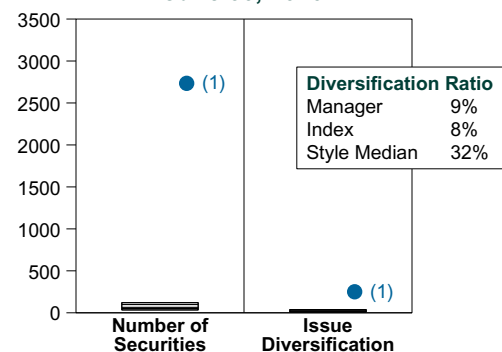 3500
3000
2500
2000
1500
1000
500
0
(1)
(1)
Number of
Securities
Issue
Diversification
Diversification Ratio
Manager 9%
Index 8%
Style Median 32%